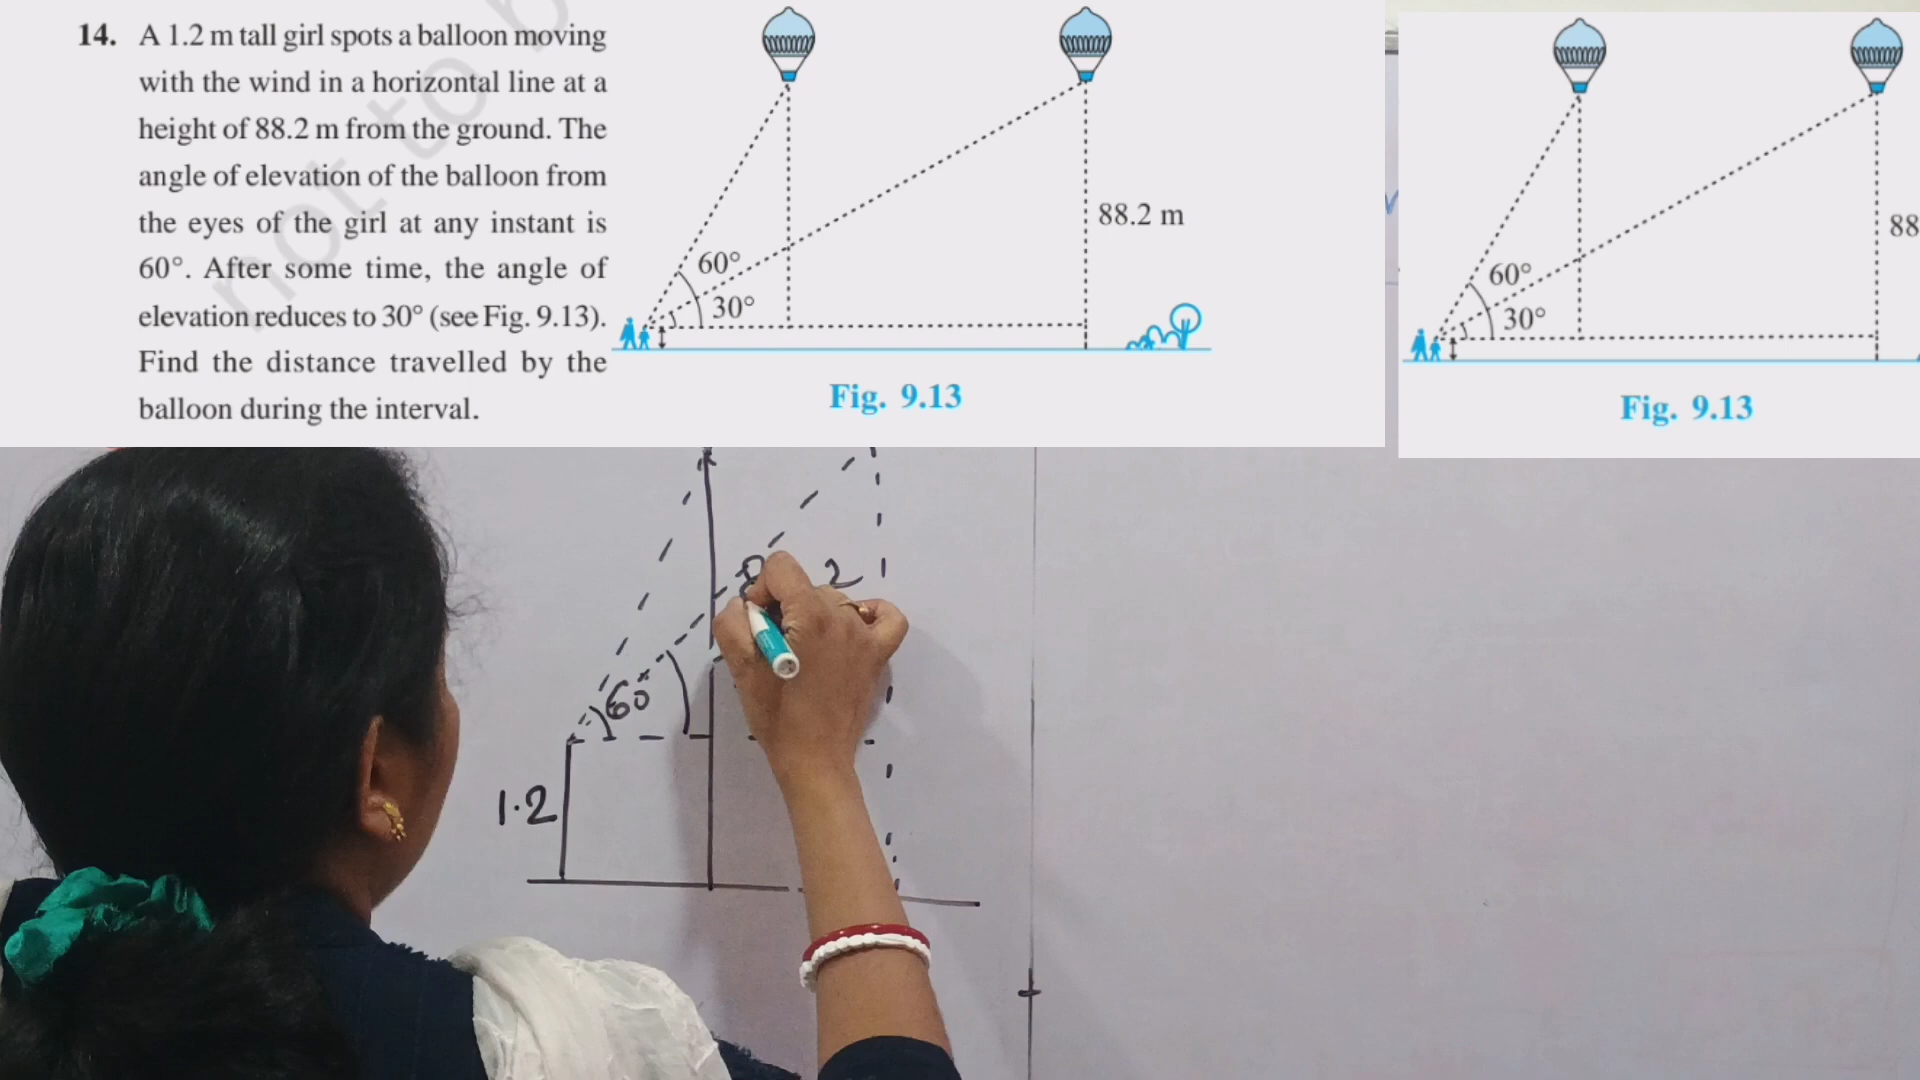 14. A 1.2 m tall girl spots a balloon moving
with the wind in a horizontal line at a
height of 88.2 m from the ground. The
angle of elevation of the balloon from
the eyes of the girl at any instant is
60°. After some time, the angle of
elevation reduces to 30° (see Fig. 9.13).
Find the distance travelled by the
balloon during the interval.
not to b
60°
30°
88.2 m
Fig. 9.13
60°
30°
88
Fig. 9.13
8 2
60°
1.2